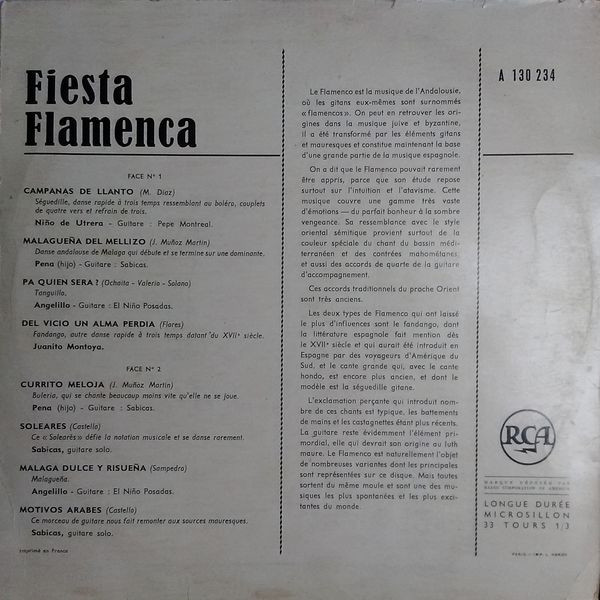 Fiesta
Flamenca
FACE Nº 1
CAMPANAS DE LLANTO (M. Diaz)
Séguedille, danse rapide à trois temps ressemblant au boléro, couplets
de quatre vers et refrain de trois.
Niño de Utrera - Guitare : Pepe Montreal.
MALAGUEÑA DEL MELLIZO (J. Muñoz Martin)
Danse andalouse de Malaga qui débute et se termine sur une dominante.
Pena (hijo) - Guitare : Sabicas.
PA QUIEN SERA ? (Ochaita - Valerio - Solano)
Tanguillo.
Angelillo - Guitare : El Niño Posadas.
DEL VICIO UN ALMA PERDIA (Flores)
Fandango, autre danse rapide à trois temps datant du XVIIᵉ siècle.
Juanito Montoya.
FACE Nº 2
CURRITO MELOJA (J. Muñoz Martin)
Buleria, qui se chante beaucoup moins vite qu'elle ne se joue.
Pena (hijo) - Guitare : Sabicas.
SOLEARES (Castello)
Ce « Soleares » défie la notation musicale et se danse rarement.
Sabicas, guitare solo.
MALAGA DULCE Y RISUEÑA (Sampedro)
Malagueña.
Angelillo - Guitare : El Niño Posadas.
MOTIVOS ARABES (Castello)
Ce morceau de guitare nous fait remonter aux sources mauresques.
Sabicas, guitare solo.
Imprimé en France
Le Flamenco est la musique de l'Andalousie,
où les gitans eux-mêmes sont surnommés
« flamencos ». On peut en retrouver les ori-
gines dans la musique juive et byzantine,
il a été transformé par les éléments gitans
et mauresques et constitue maintenant la base
d'une grande partie de la musique espagnole.
On a dit que le Flamenco pouvait rarement
être appris, parce que son étude repose
surtout sur l'intuition et l'atavisme. Cette
musique couvre une gamme très vaste
d'émotions — du parfait bonheur à la sombre
vengeance. Sa ressemblance avec le style
oriental sémitique provient surtout de la
couleur spéciale du chant du bassin médi-
terranéen et des contrées mahométanes,
et aussi des accords de quarte de la guitare
d'accompagnement.
Ces accords traditionnels du proche Orient
sont très anciens.
Les deux types de Flamenco qui ont laissé
le plus d'influences sont le fandango, dont
la littérature espagnole fait mention dès
le XVIIᵉ siècle et qui aurait été introduit en
Espagne par des voyageurs d'Amérique du
Sud, et le cante grande qui, avec le cante
hondo, est encore plus ancien, et dont le
modèle est la séguedille gitane.
L'exclamation perçante qui introduit nom-
bre de ces chants est typique, les battements
de mains et les castagnettes étant plus récents.
La guitare reste évidemment l'élément pri-
mordial, elle qui devrait son origine au luth
maure. Le Flamenco est naturellement l'objet
de nombreuses variantes dont les principales
sont représentées sur ce disque. Mais toutes
sortent du même moule et sont une des mu-
siques les plus spontanées et les plus exci-
tantes du monde.
A 130 234
RCA
MARQUE DÉPOSÉE PAR
RADIO CORPORATION OF AMERICA
LONGUE DURÉE
MICROSILLON
33 TOURS 1/3
PARIS - IMP. L.